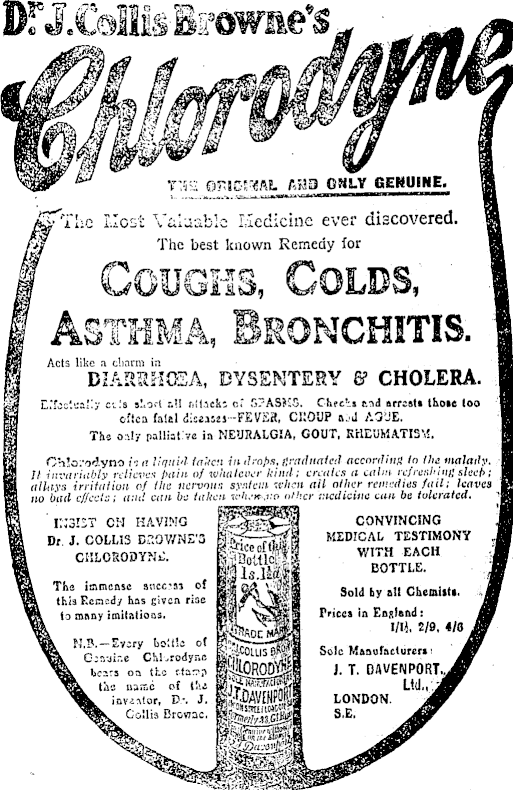 Dr. J. Collis Browne's
Chlorodyne
THE ORIGINAL AND ONLY GENUINE.
The Most Valuable Medicine ever discovered.
The best known Remedy for
COUGHS, COLDS,
ASTHMA, BRONCHITIS.
Acts like a charm in
DIARRHŒA, DYSENTERY & CHOLERA.
Effectually cuts short all attacks of SPASMS. Checks and arrests those too
often fatal diseases—FEVER, CROUP and AGUE.
The only palliative in NEURALGIA, GOUT, RHEUMATISM.
Chlorodyne is a liquid taken in drops, graduated according to the malady.
It invariably relieves pain of whatever kind; creates a calm refreshing sleep;
allays irritation of the nervous system when all other remedies fail; leaves
no bad effects; and can be taken when no other medicine can be tolerated.
INSIST ON HAVING
Dr. J. COLLIS BROWNE'S
CHLORODYNE.
The immense success of
this Remedy has given rise
to many imitations.
N.B.—Every bottle of
Genuine Chlorodyne
bears on the stamp
the name of the
inventor, Dr. J.
Collis Browne.
Price of this
Bottle
1s. 1½d
TRADE MARK
COLLIS BROWN
CHLORODYNE
SOLE MANUFACTURER
J.T. DAVENPORT
Formerly 33, Gt
Davenport
CONVINCING
MEDICAL TESTIMONY
WITH EACH
BOTTLE.
Sold by all Chemists.
Prices in England:
1/1½, 2/9, 4/6
Sole Manufacturers:
J. T. DAVENPORT,
Ltd.,
LONDON.
S.E.